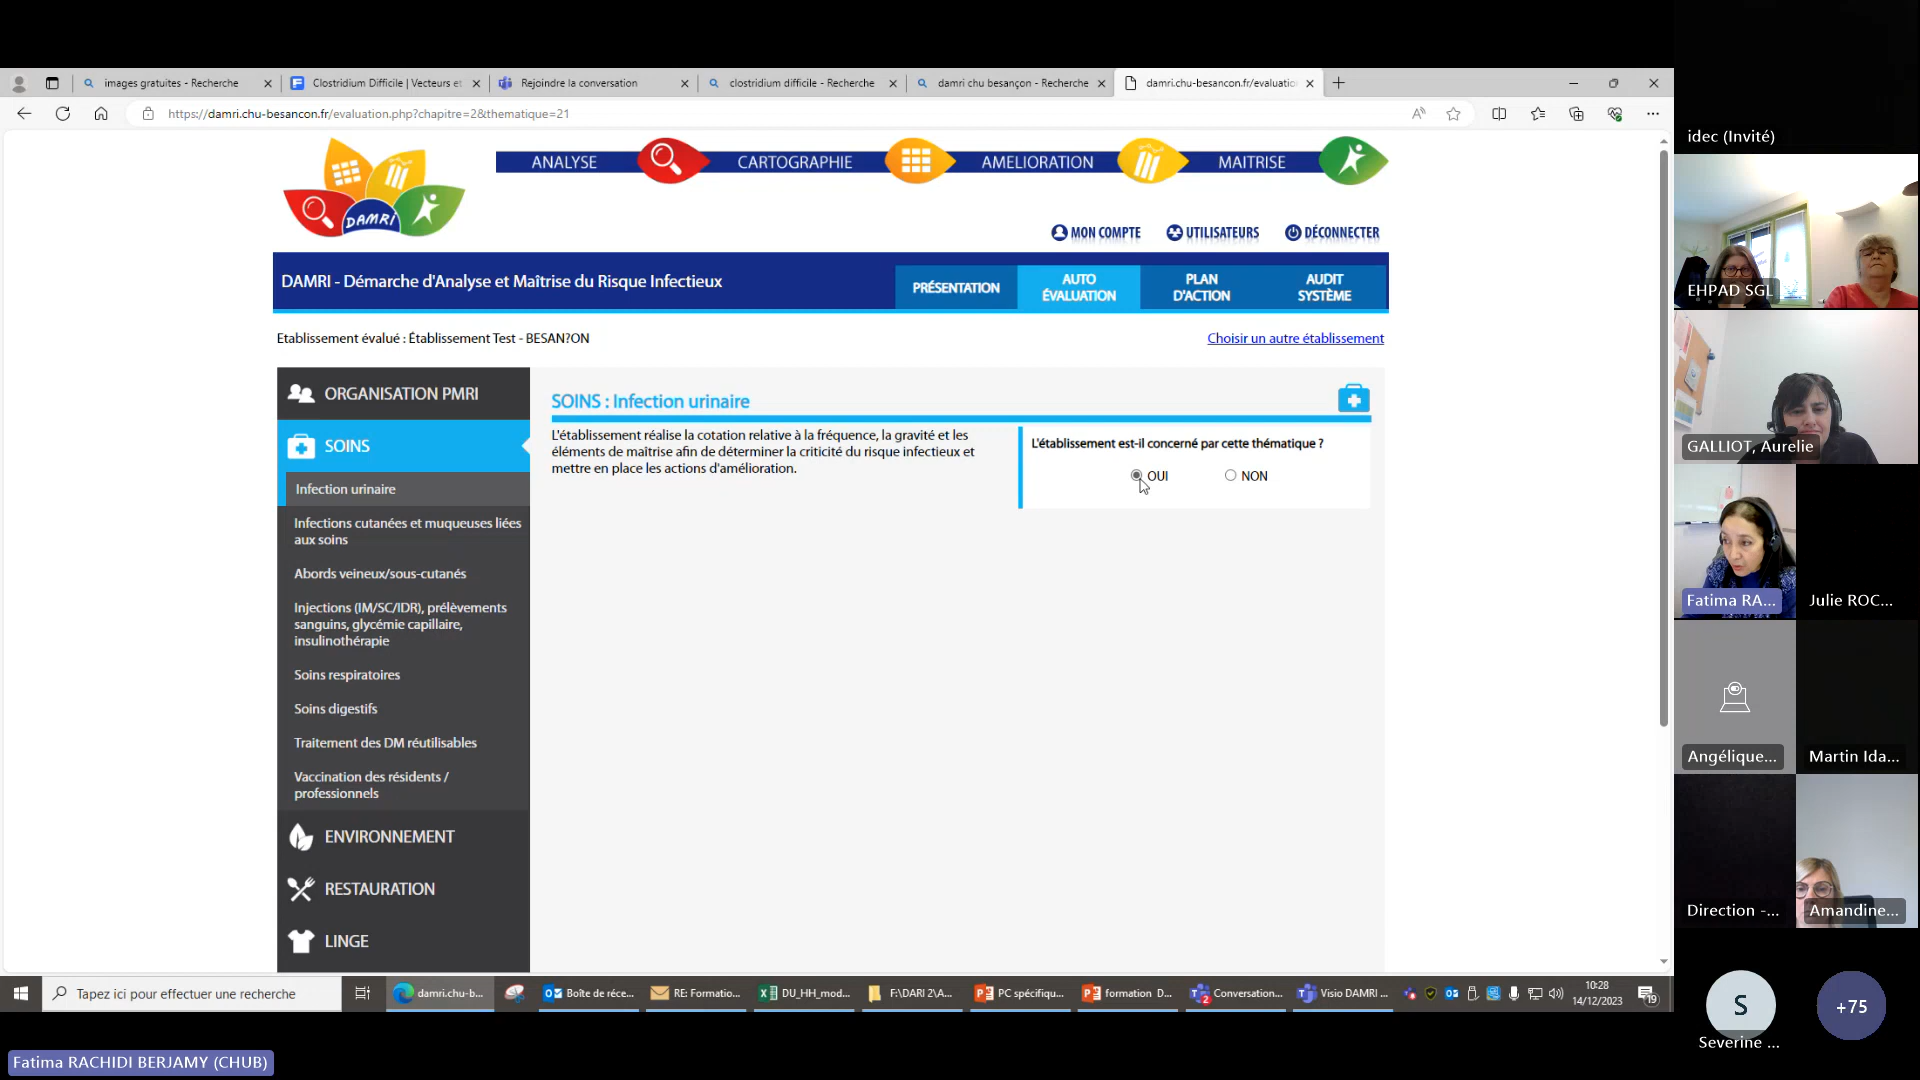 images gratuites - Recherche
Clostridium Difficile | Vecteurs et
Rejoindre la conversation
clostridium difficile - Recherche
damri chu besançon - Recherche
damri.chu-besancon.fr/evaluatio
https://damri.chu-besancon.fr/evaluation.php?chapitre=2&thematique=21
DAMRI
ANALYSE
CARTOGRAPHIE
AMELIORATION
MAITRISE
MON COMPTE
UTILISATEURS
DÉCONNECTER
DAMRI - Démarche d'Analyse et Maîtrise du Risque Infectieux
PRÉSENTATION
AUTO
ÉVALUATION
PLAN
D'ACTION
AUDIT
SYSTÈME
Etablissement évalué : Établissement Test - BESAN?ON
Choisir un autre établissement
ORGANISATION PMRI
SOINS
Infection urinaire
Infections cutanées et muqueuses liées
aux soins
Abords veineux/sous-cutanés
Injections (IM/SC/IDR), prélèvements
sanguins, glycémie capillaire,
insulinothérapie
Soins respiratoires
Soins digestifs
Traitement des DM réutilisables
Vaccination des résidents /
professionnels
ENVIRONNEMENT
RESTAURATION
LINGE
SOINS : Infection urinaire
L'établissement réalise la cotation relative à la fréquence, la gravité et les
éléments de maîtrise afin de déterminer la criticité du risque infectieux et
mettre en place les actions d'amélioration.
L'établissement est-il concerné par cette thématique ?
OUI
NON
Tapez ici pour effectuer une recherche
damri.chu-b...
Boîte de réce...
RE: Formatio...
DU_HH_mod...
F:\DARI 2\A...
PC spécifiqu...
formation D...
2
Conversation...
Visio DAMRI ...
10:28
14/12/2023
19
idec (Invité)
EHPAD SGL
GALLIOT, Aurelie
Fatima RA...
Julie ROC...
Angélique...
Martin Ida...
Direction -...
Amandine...
S
+75
Severine ...
Fatima RACHIDI BERJAMY (CHUB)